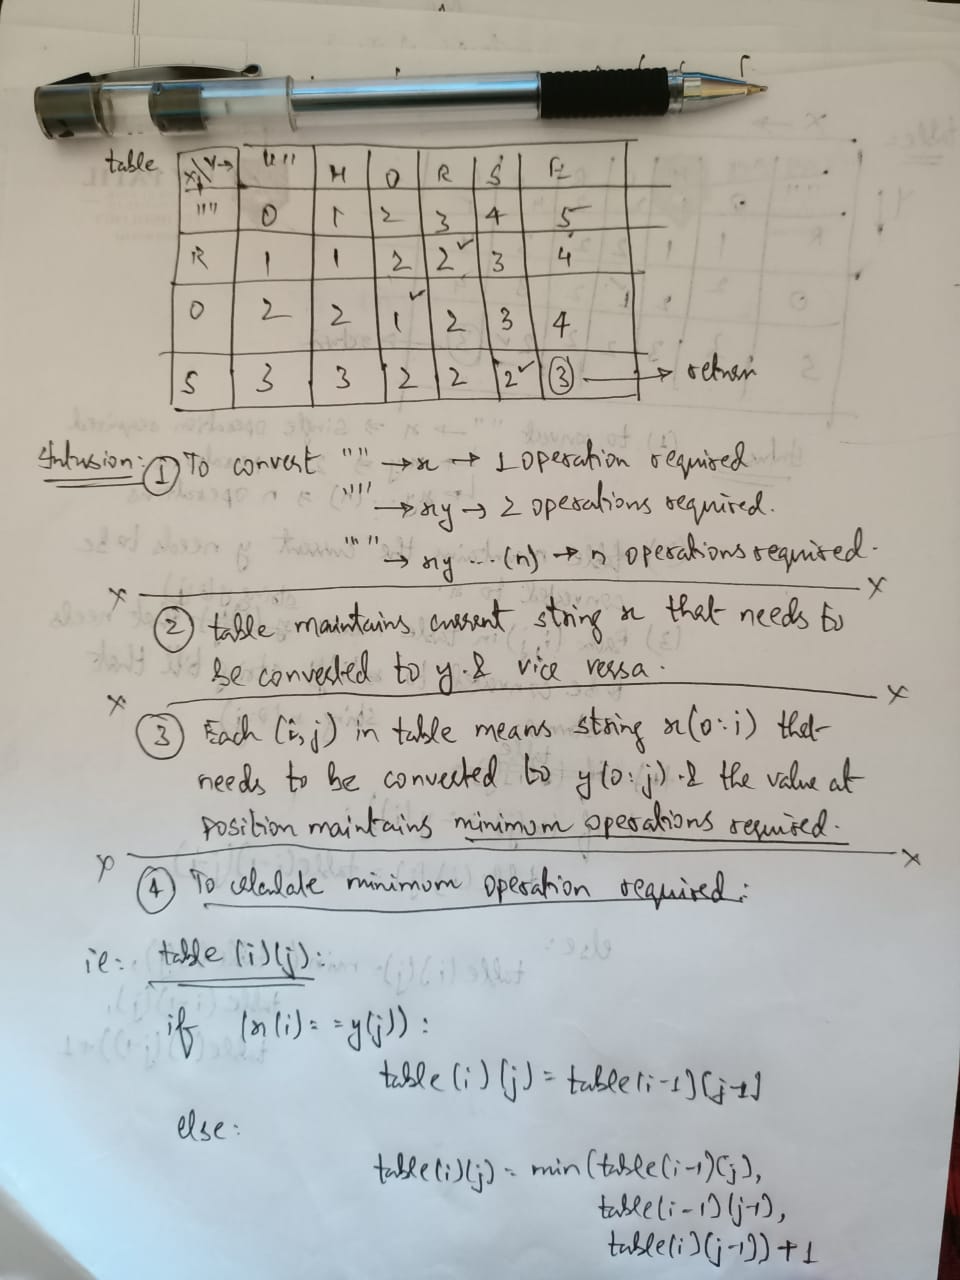 table x\y→ "" H O R S E
"" 0 1 2 3 4 5
R 1 1 2 2✓ 3 4
O 2 2 1✓ 2 3 4
S 3 3 2 2 2✓ 3 → return
Intusion: ① To convert "" → x → 1 operation required
"" → xy → 2 operations required.
"" → xy ... (n) → n operations required.
② table maintains current string x that needs to
be converted to y. & vice vessa.
③ Each (i,j) in table means string x(0:i) that
needs to be converted to y(0:j). & the value at
position maintains minimum operations required.
④ To calculate minimum operation required:
ie: table(i)(j):
if (x(i)==y(j)):
table(i)(j) = table(i-1)(j-1)
else:
table(i)(j) = min(table(i-1)(j),
table(i-1)(j-1),
table(i)(j-1)) + 1